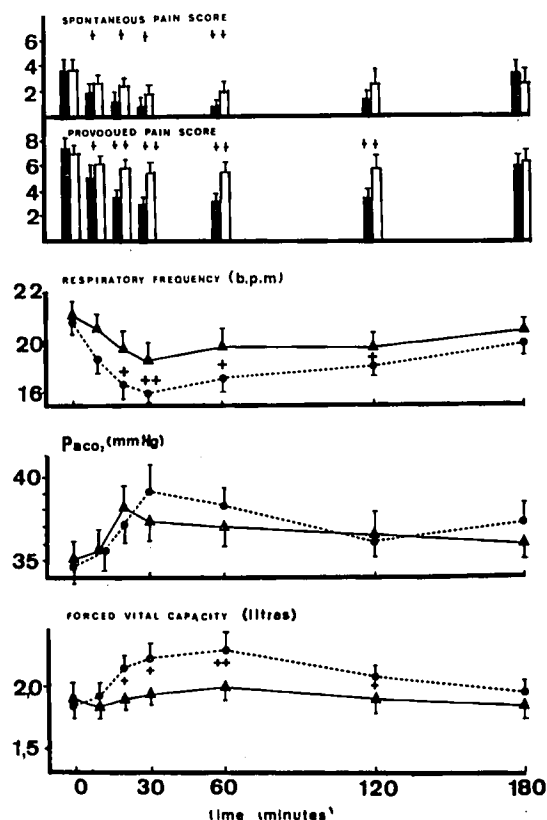 SPONTANEOUS PAIN SCORE
6
4
2
PROVOQUED PAIN SCORE
8
6
4
2
RESPIRATORY FREQUENCY (b.p.m)
22
20
16
Paco₂ (mmHg)
40
35
FORCED VITAL CAPACITY (litres)
2,0
1,5
0 30 60 120 180
time (minutes)